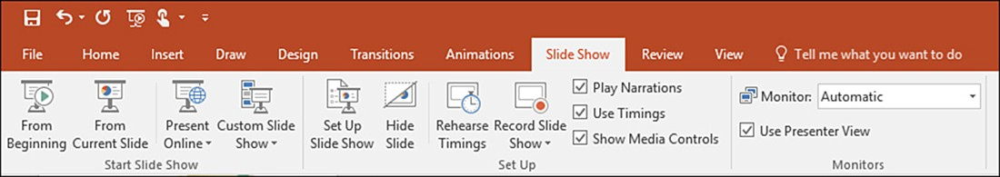 File Home Insert Draw Design Transitions Animations Slide Show Review View Tell me what you want to do
From Beginning
From Current Slide
Present Online
Custom Slide Show
Start Slide Show
Set Up Slide Show
Hide Slide
Rehearse Timings
Record Slide Show
Play Narrations
Use Timings
Show Media Controls
Set Up
Monitor: Automatic
Use Presenter View
Monitors